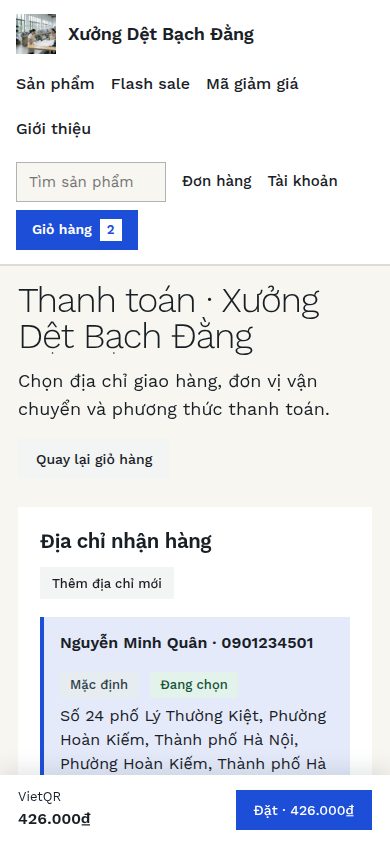 Xưởng Dệt Bạch Đằng
Sản phẩm Flash sale Mã giảm giá
Giới thiệu
Tìm sản phẩm Đơn hàng Tài khoản
Giỏ hàng 2
Thanh toán · Xưởng
Dệt Bạch Đằng
Chọn địa chỉ giao hàng, đơn vị vận
chuyển và phương thức thanh toán.
Quay lại giỏ hàng
Địa chỉ nhận hàng
Thêm địa chỉ mới
Nguyễn Minh Quân · 0901234501
Mặc định Đang chọn
Số 24 phố Lý Thường Kiệt, Phường
Hoàn Kiếm, Thành phố Hà Nội,
Phường Hoàn Kiếm, Thành phố Hà
VietQR
426.000₫
Đặt · 426.000₫